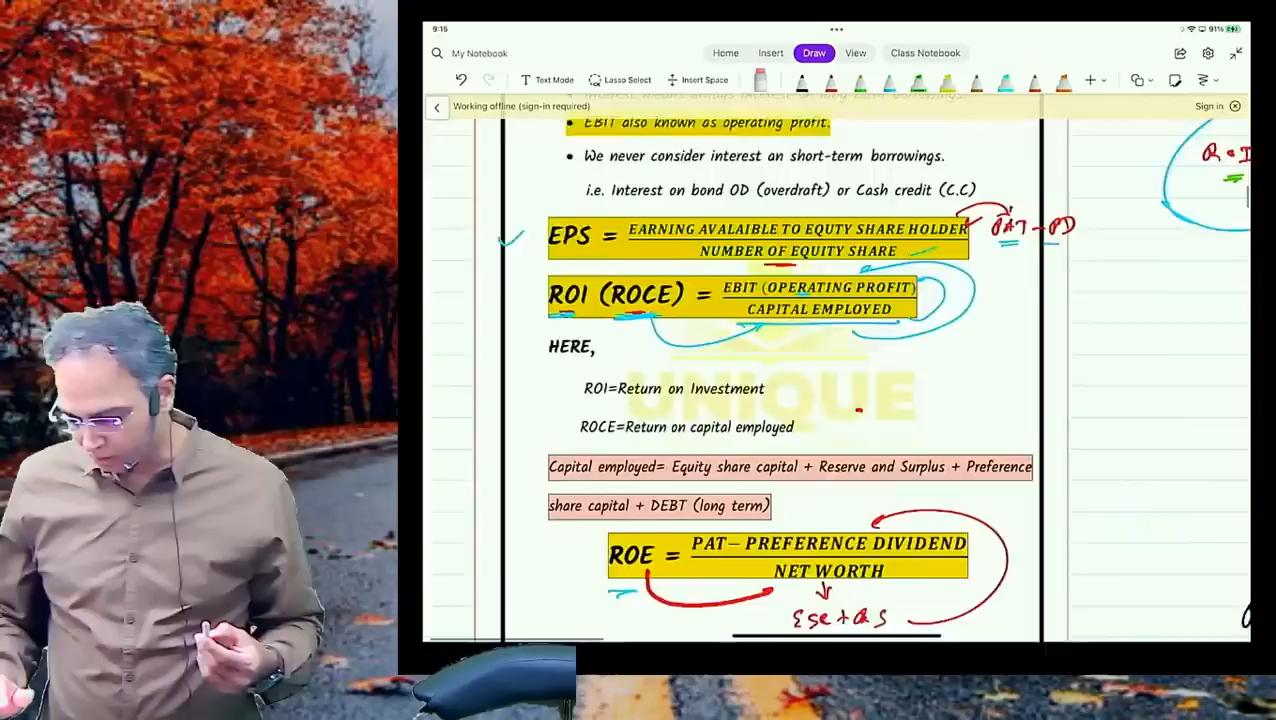 9:15
91%
My Notebook
Home Insert Draw View Class Notebook
Text Mode Lasso Select Insert Space
Working offline (sign-in required)
Sign in
• EBIT also known as operating profit.
• We never consider interest an short-term borrowings.
i.e. Interest on bond OD (overdraft) or Cash credit (C.C)
EPS = EARNING AVALAIBLE TO EQUTY SHARE HOLDER
NUMBER OF EQUITY SHARE
PAT - PD
ROI (ROCE) = EBIT (OPERATING PROFIT)
CAPITAL EMPLOYED
HERE,
ROI=Return on Investment
UNIQUE
ROCE=Return on capital employed
Capital employed= Equity share capital + Reserve and Surplus + Preference
share capital + DEBT (long term)
ROE = PAT- PREFERENCE DIVIDEND
NET WORTH
ESC + R S